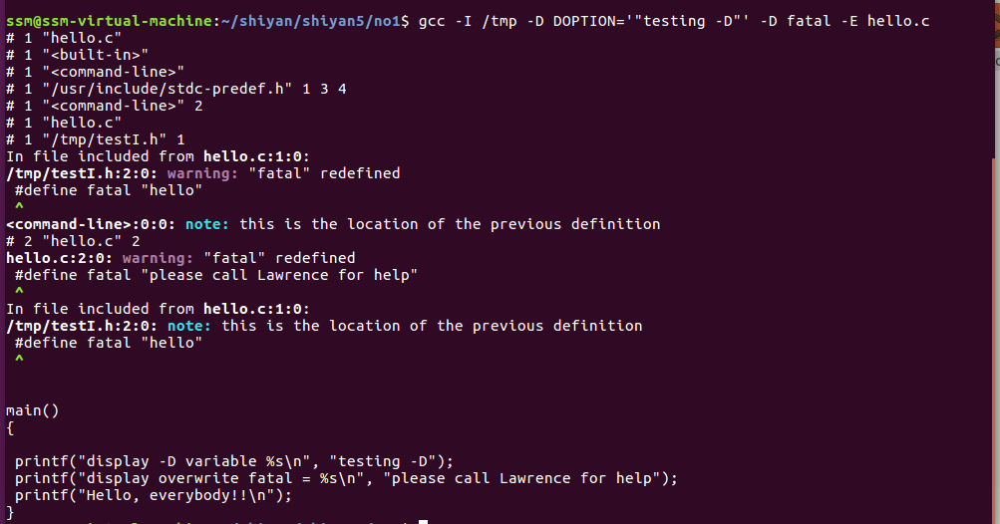 ssm@ssm-virtual-machine:~/shiyan/shiyan5/no1$ gcc -I /tmp -D DOPTION='"testing -D"' -D fatal -E hello.c
# 1 "hello.c"
# 1 "<built-in>"
# 1 "<command-line>"
# 1 "/usr/include/stdc-predef.h" 1 3 4
# 1 "<command-line>" 2
# 1 "hello.c"
# 1 "/tmp/testI.h" 1
In file included from hello.c:1:0:
/tmp/testI.h:2:0: warning: "fatal" redefined
 #define fatal "hello"
 ^
<command-line>:0:0: note: this is the location of the previous definition
# 2 "hello.c" 2
hello.c:2:0: warning: "fatal" redefined
 #define fatal "please call Lawrence for help"
 ^
In file included from hello.c:1:0:
/tmp/testI.h:2:0: note: this is the location of the previous definition
 #define fatal "hello"
 ^
main()
{
 printf("display -D variable %s\n", "testing -D");
 printf("display overwrite fatal = %s\n", "please call Lawrence for help");
 printf("Hello, everybody!!\n");
}